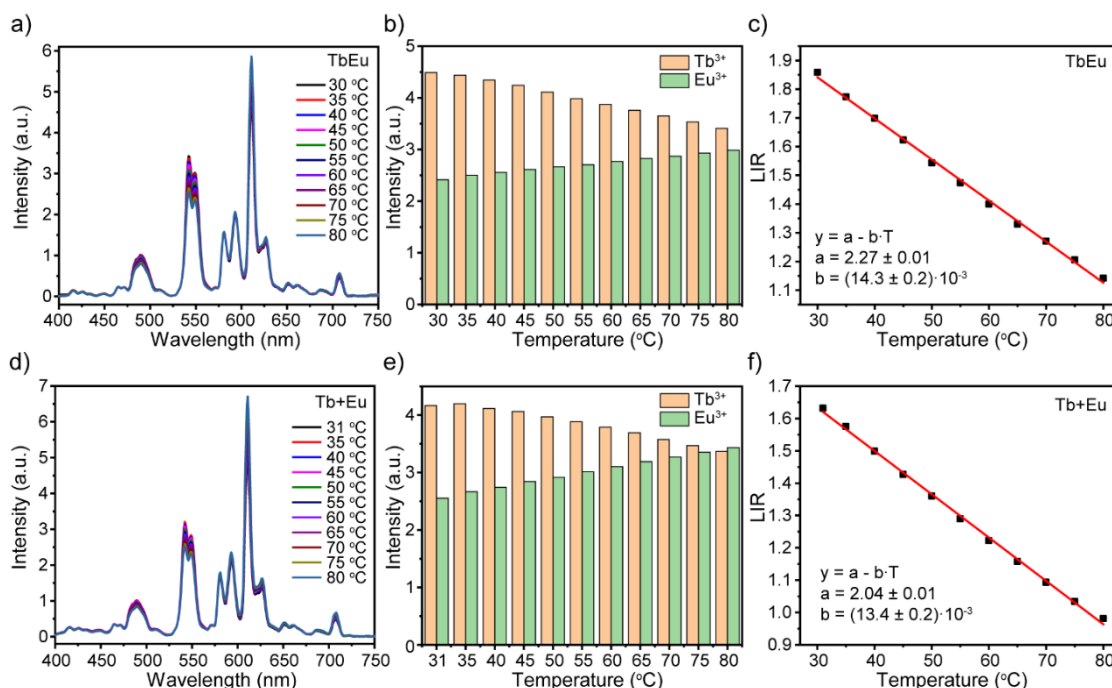 a)
TbEu
30 °C
35 °C
40 °C
45 °C
50 °C
55 °C
60 °C
65 °C
70 °C
75 °C
80 °C
6
5
4
3
2
1
0
Intensity (a.u.)
400 450 500 550 600 650 700 750
Wavelength (nm)
b)
Tb³⁺
Eu³⁺
5
4
3
2
1
0
Intensity (a.u.)
30 35 40 45 50 55 60 65 70 75 80
Temperature (°C)
c)
LIR
TbEu
1.9
1.8
1.7
1.6
1.5
1.4
1.3
1.2
1.1
y = a - b·T
a = 2.27 ± 0.01
b = (14.3 ± 0.2)·10⁻³
30 40 50 60 70 80
Temperature (°C)
d)
Tb+Eu
31 °C
35 °C
40 °C
45 °C
50 °C
55 °C
60 °C
65 °C
70 °C
75 °C
80 °C
7
6
5
4
3
2
1
0
Intensity (a.u.)
400 450 500 550 600 650 700 750
Wavelength (nm)
e)
Tb³⁺
Eu³⁺
4
3
2
1
0
Intensity (a.u.)
31 35 40 45 50 55 60 65 70 75 80
Temperature (°C)
f)
Tb+Eu
1.7
1.6
1.5
1.4
1.3
1.2
1.1
1.0
0.9
LIR
y = a - b·T
a = 2.04 ± 0.01
b = (13.4 ± 0.2)·10⁻³
30 40 50 60 70 80
Temperature (°C)